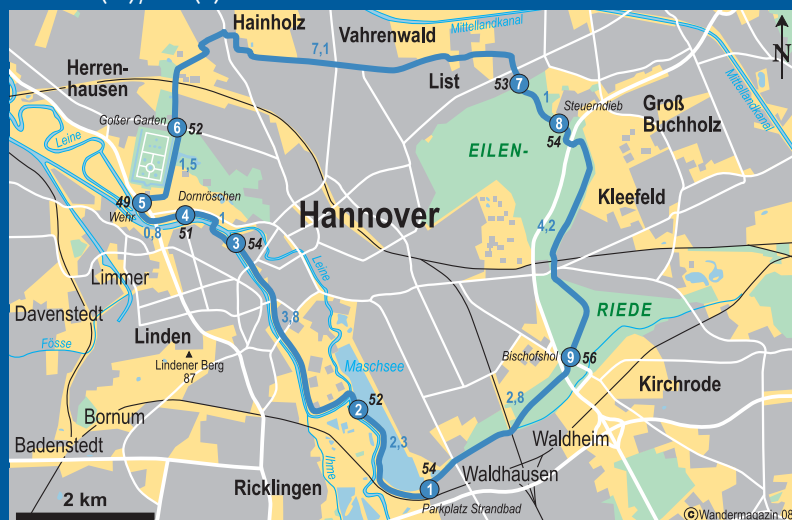 Hainholz
Vahrenwald
Mittellandkanal
7,1
N
Herren-
hausen
List
53
7
1
Steuerndieb
Groß
Buchholz
Mittellandkanal
Goßer Garten
6
52
8
54
Leine
EILEN-
1,5
Dornröschen
Kleefeld
49
5
4
Wehr
51
1
Hannover
4,2
0,8
3
54
Leine
Limmer
RIEDE
Davenstedt
3,8
Linden
Fösse
Maschsee
Bischofshol
9
56
Lindener Berg
87
Kirchrode
52
2
2,8
Bornum
Waldheim
Badenstedt
2,3
54
Waldhausen
Ihme
Ricklingen
1
2 km
Parkplatz Strandbad
©Wandermagazin 08